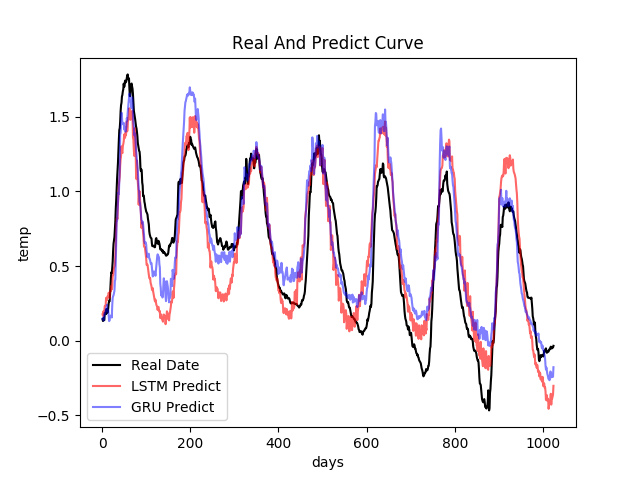 Real And Predict Curve
temp
1.5
1.0
0.5
0.0
−0.5
Real Date
LSTM Predict
GRU Predict
0 200 400 600 800 1000
days